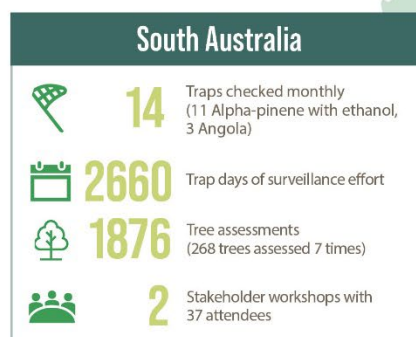 South Australia
14
Traps checked monthly
(11 Alpha-pinene with ethanol,
3 Angola)
2660
Trap days of surveillance effort
1876
Tree assessments
(268 trees assessed 7 times)
2
Stakeholder workshops with
37 attendees